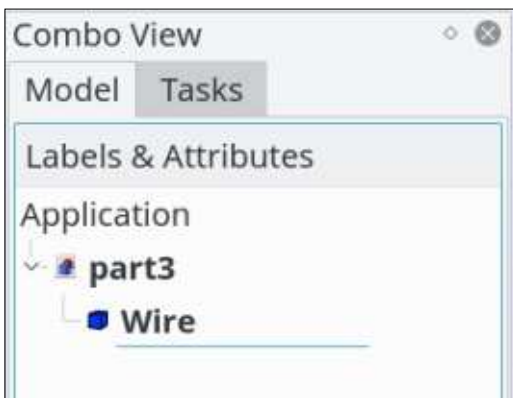 Combo View
Model Tasks
Labels & Attributes
Application
part3
Wire